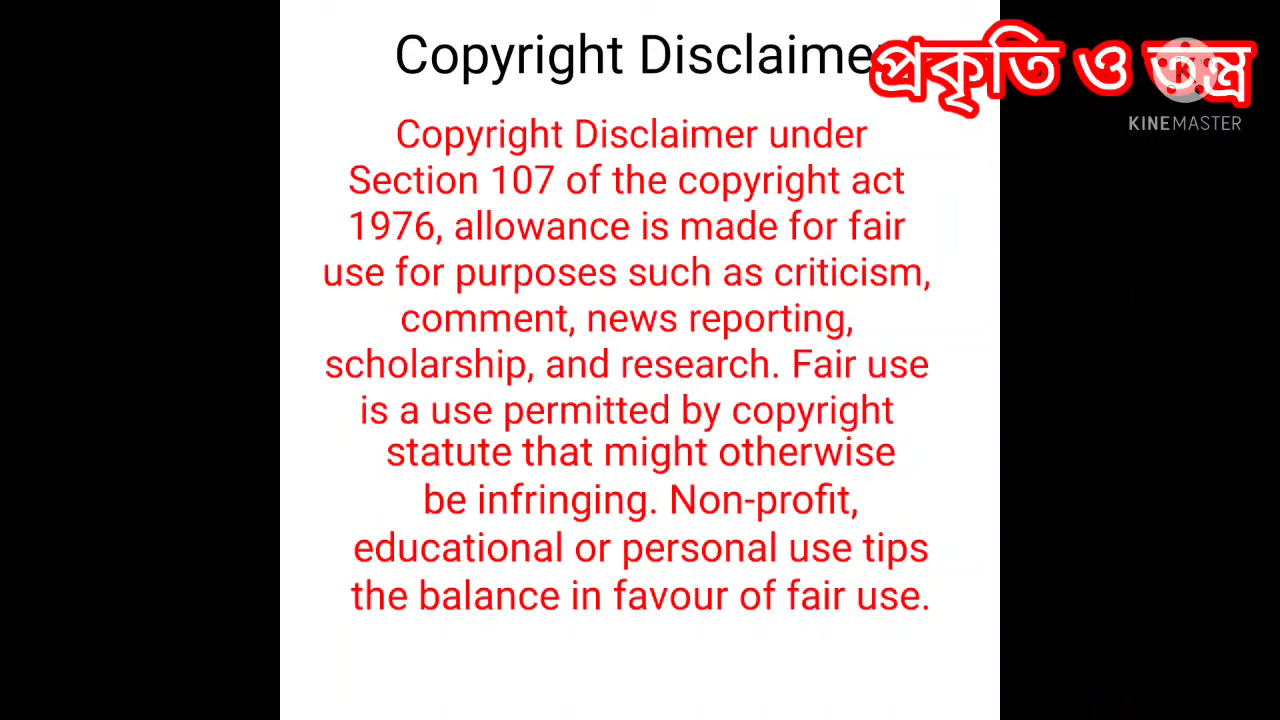 Copyright Disclaimer
প্রকৃতি ও তন্ত্র
KINEMASTER
Copyright Disclaimer under
Section 107 of the copyright act
1976, allowance is made for fair
use for purposes such as criticism,
comment, news reporting,
scholarship, and research. Fair use
is a use permitted by copyright
statute that might otherwise
be infringing. Non-profit,
educational or personal use tips
the balance in favour of fair use.